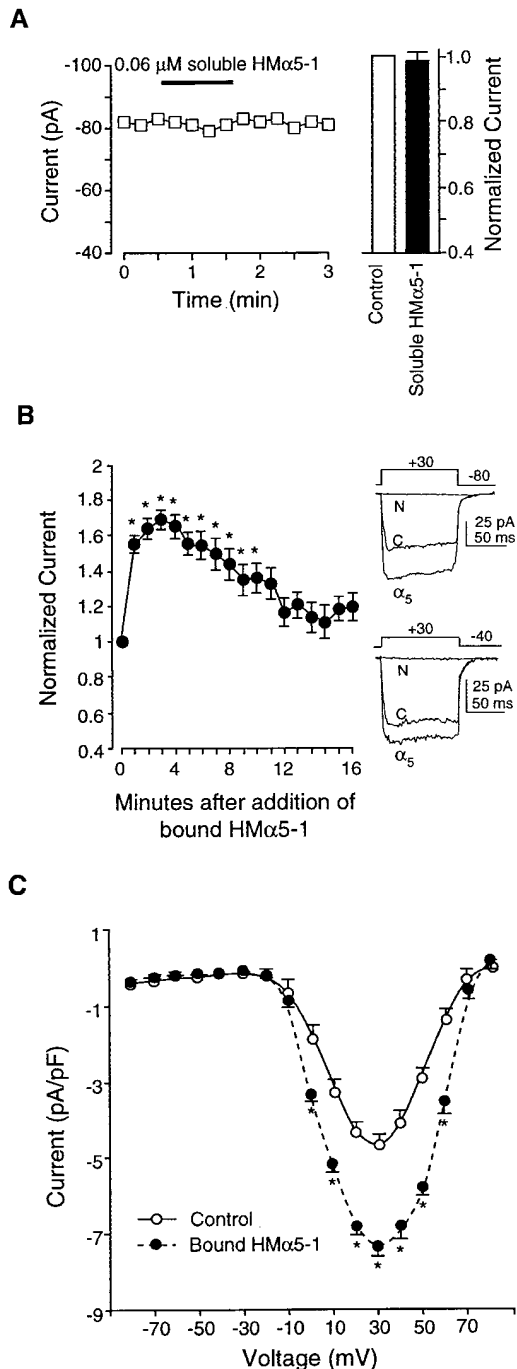 A
0.06 μM soluble HMα5-1
Current (pA)
-100
-80
-60
-40
0 1 2 3
Time (min)
1.0
0.8
0.6
0.4
Normalized Current
Control
Soluble HMα5-1
B
Normalized Current
2
1.8
1.6
1.4
1.2
1
0.8
0.6
0.4
* * * * * * * * * *
0 4 8 12 16
Minutes after addition of
bound HMα5-1
+30
-80
N
C
α5
25 pA
50 ms
+30
-40
N
C
α5
25 pA
50 ms
C
Current (pA/pF)
1
-1
-3
-5
-7
-9
* * * * * * *
Control
Bound HMα5-1
-70 -50 -30 -10 10 30 50 70
Voltage (mV)